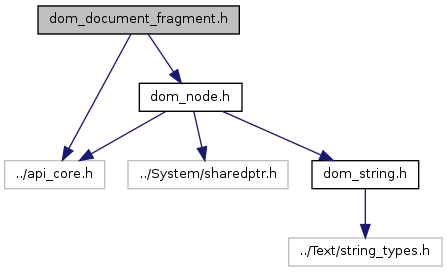 dom_document_fragment.h
dom_node.h
../api_core.h
../System/sharedptr.h
dom_string.h
../Text/string_types.h